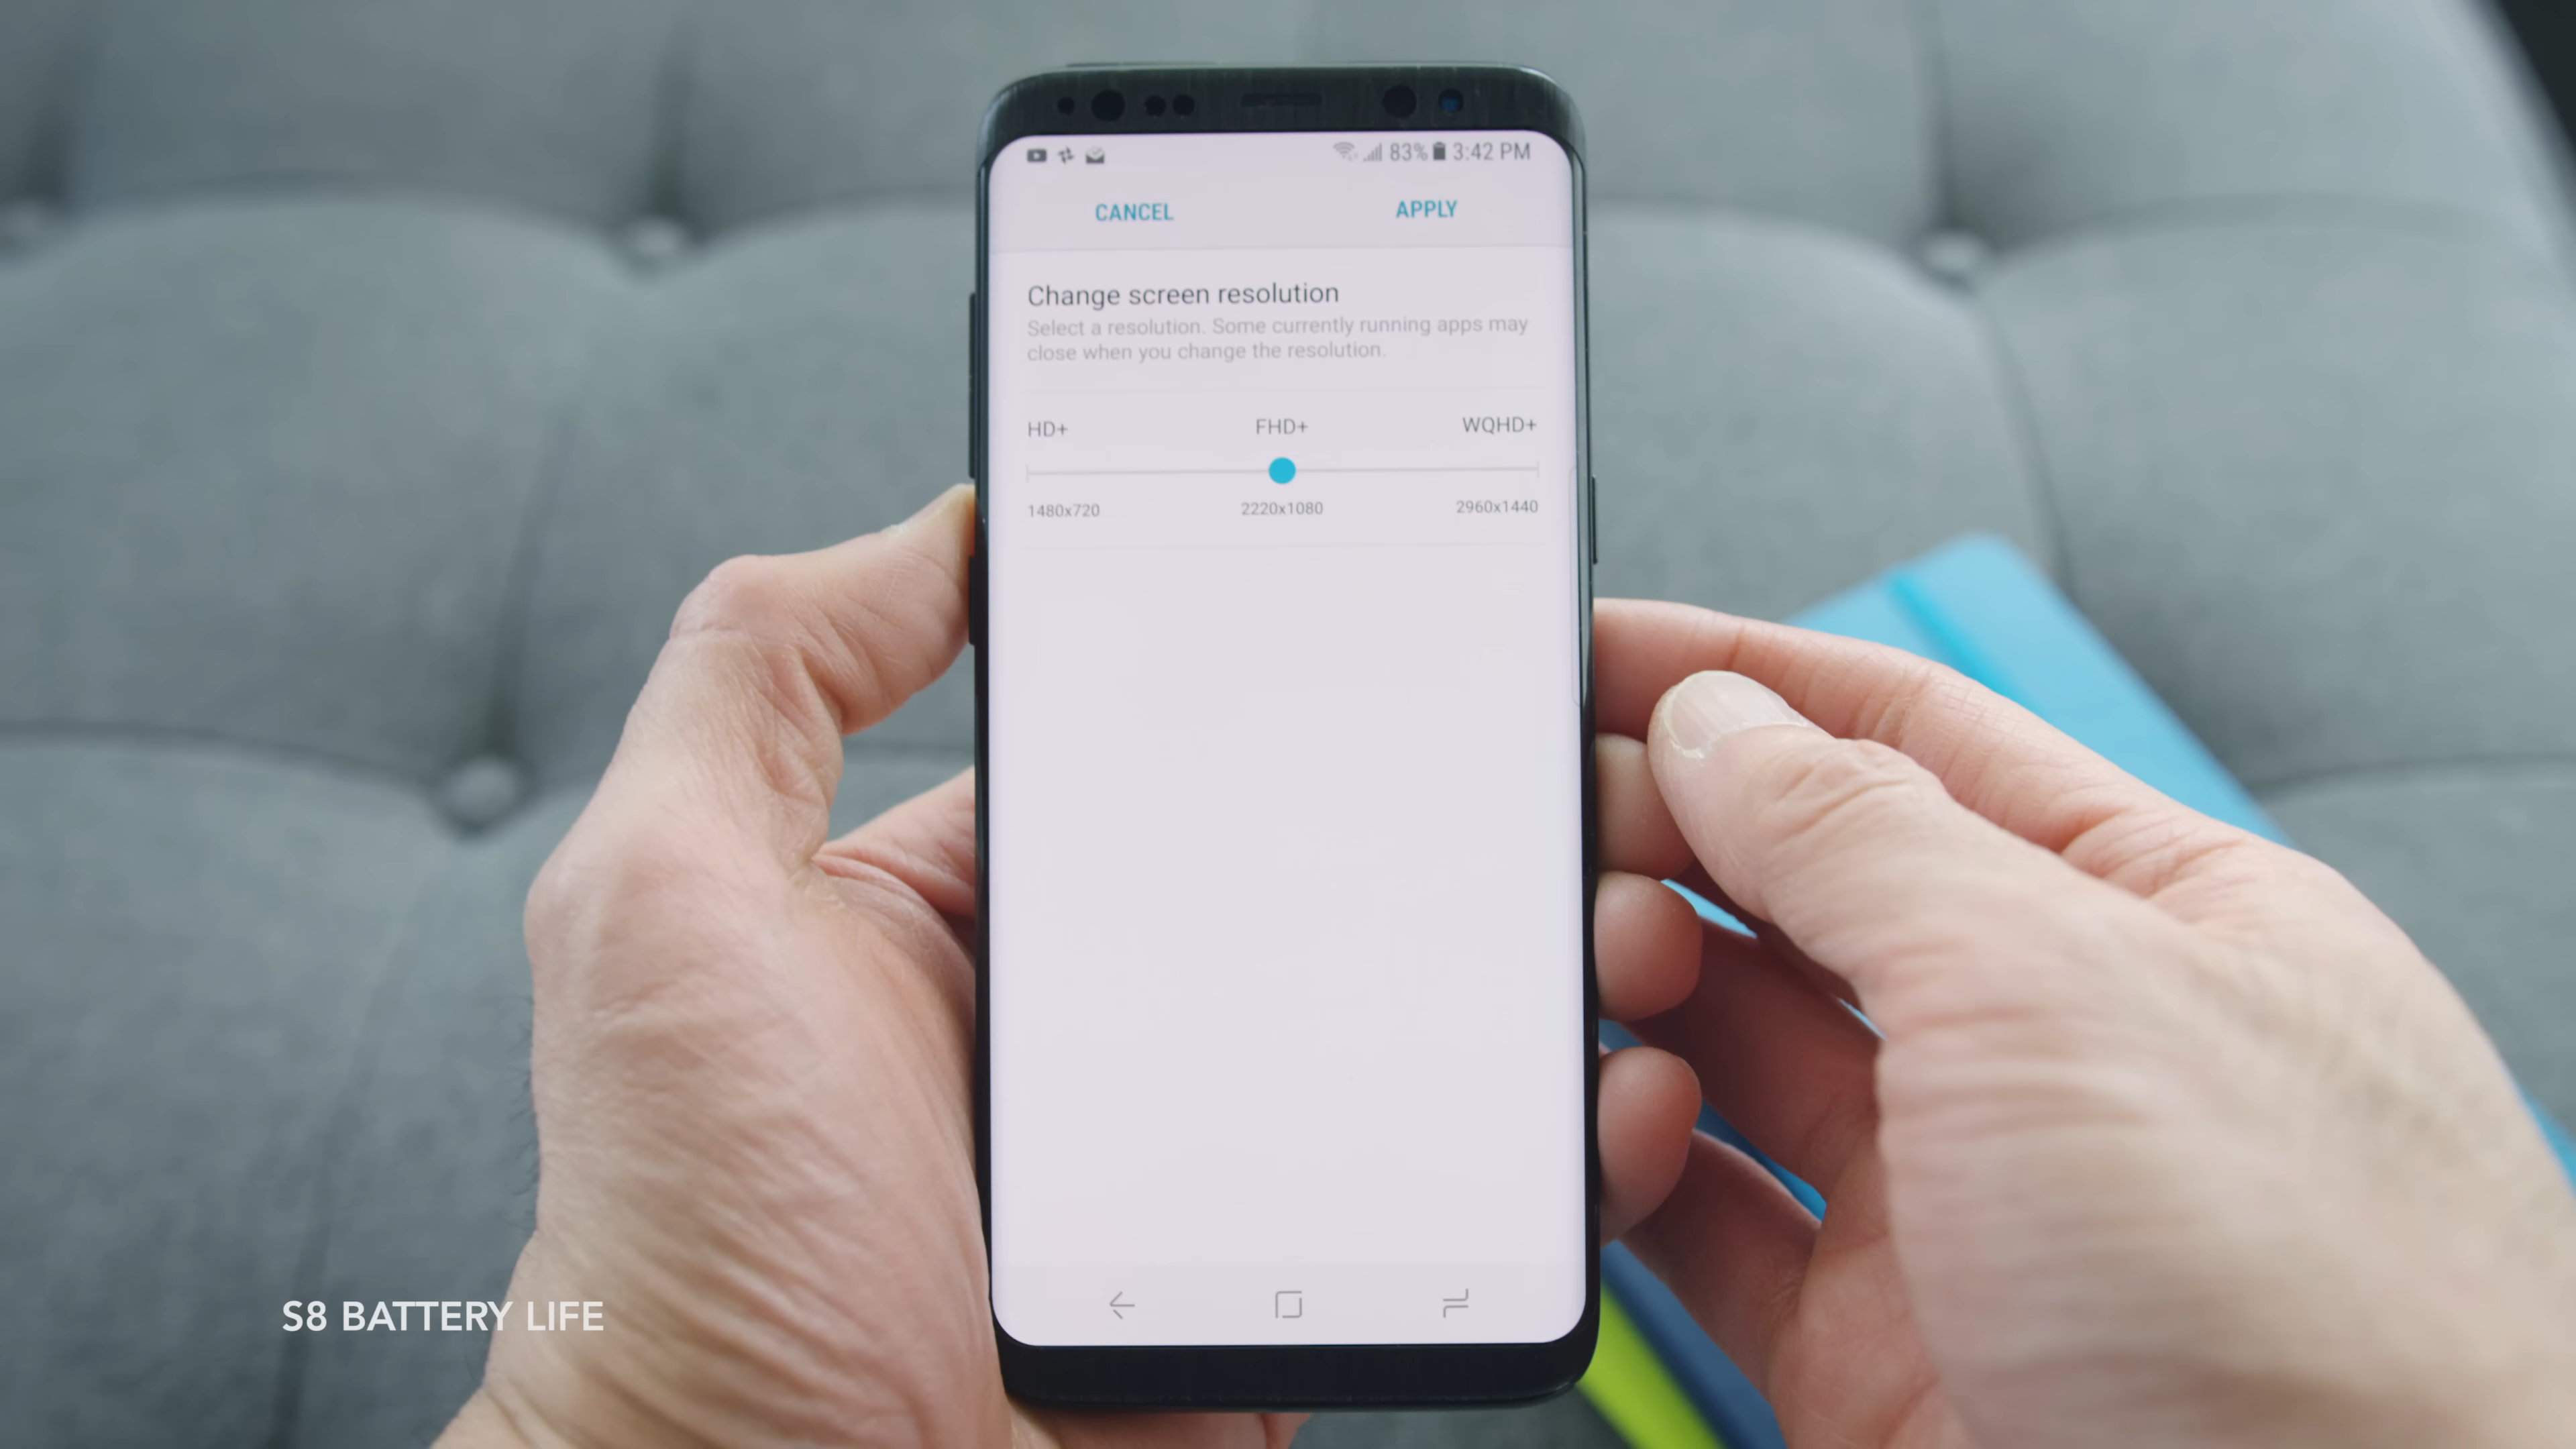 83% 3:42 PM
CANCEL APPLY
Change screen resolution
Select a resolution. Some currently running apps may
close when you change the resolution.
HD+ FHD+ WQHD+
1480x720 2220x1080 2960x1440
S8 BATTERY LIFE